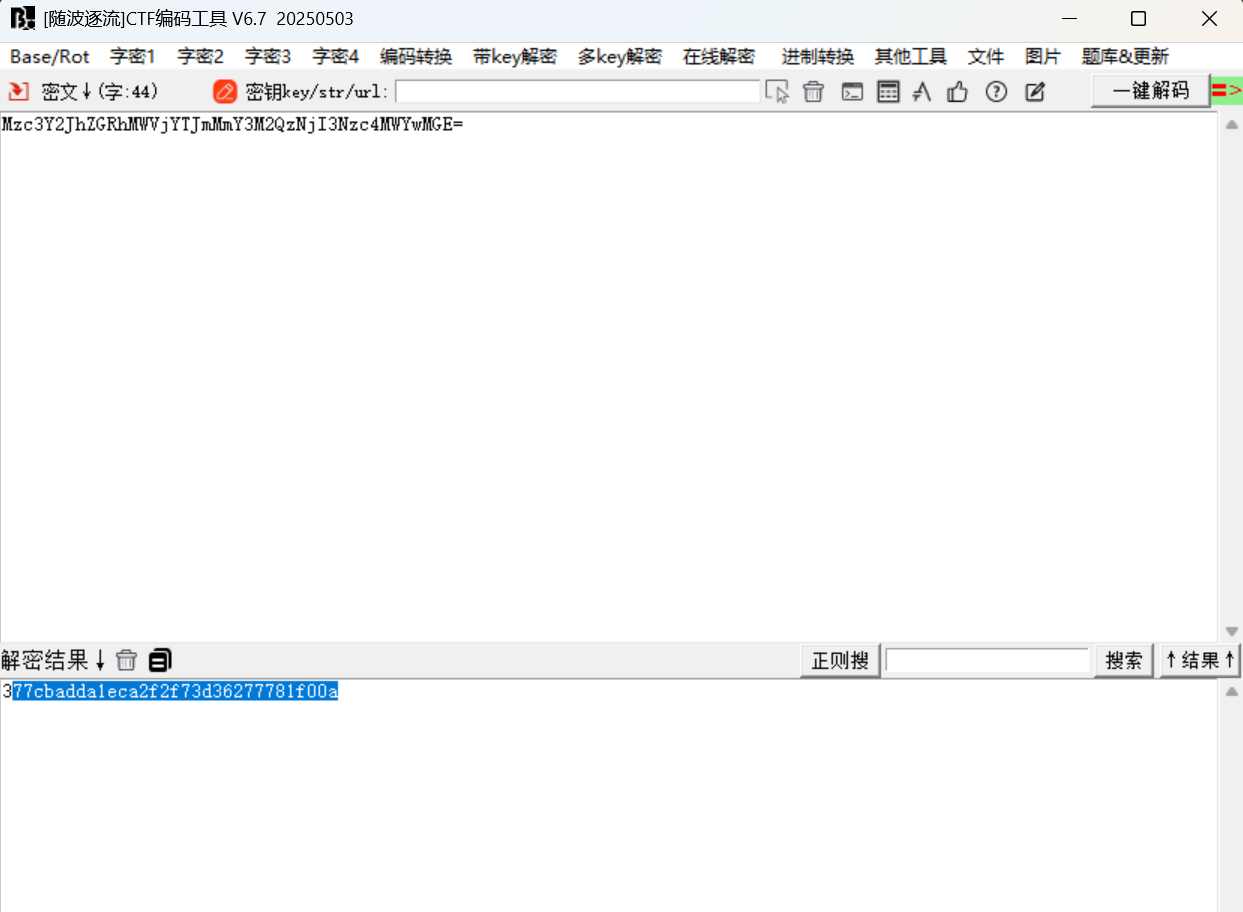 [随波逐流]CTF编码工具 V6.7 20250503
Base/Rot 字密1 字密2 字密3 字密4 编码转换 带key解密 多key解密 在线解密 进制转换 其他工具 文件 图片 题库&更新
密文↓(字:44) 密钥key/str/url: 一键解码 =>
Mzc3Y2JhZGRhMWVjYTJmMmY3M2QzNjI3Nzc4MWYwMGE=
解密结果↓ 正则搜 搜索 ↑结果↑
377cbadda1eca2f2f73d36277781f00a